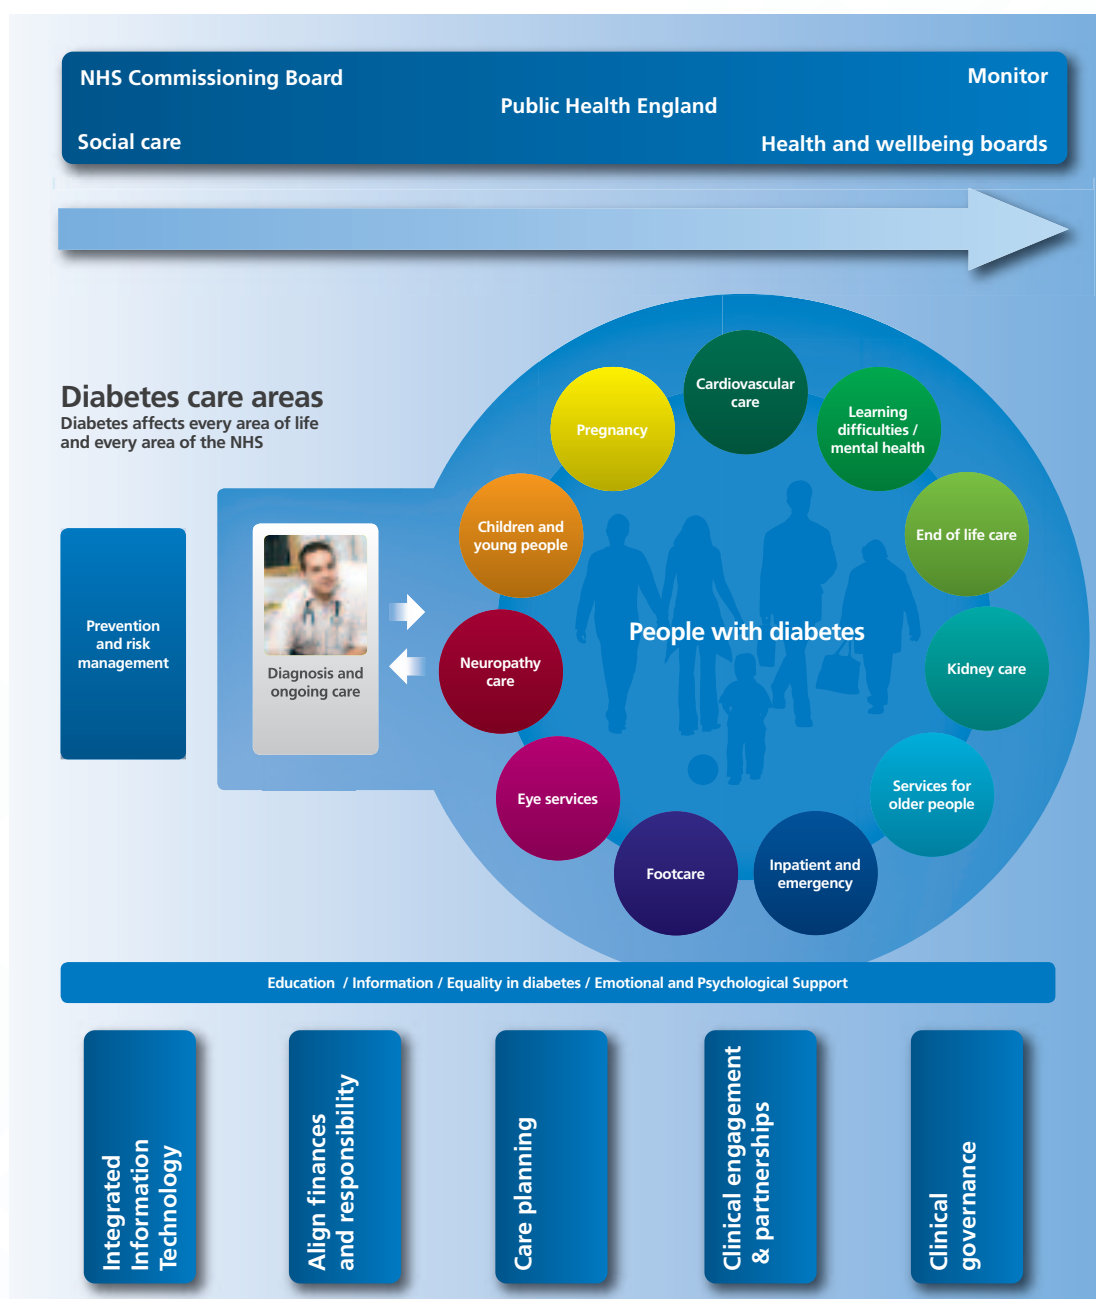 NHS Commissioning Board
Monitor
Public Health England
Social care
Health and wellbeing boards
Diabetes care areas
Diabetes affects every area of life
and every area of the NHS
Prevention
and risk
management
Diagnosis and
ongoing care
Cardiovascular
care
Learning
difficulties /
mental health
End of life care
Kidney care
Services for
older people
Inpatient and
emergency
Footcare
Eye services
Neuropathy
care
Children and
young people
Pregnancy
People with diabetes
Education / Information / Equality in diabetes / Emotional and Psychological Support
Integrated
Information
Technology
Align finances
and responsibility
Care planning
Clinical engagement
& partnerships
Clinical
governance